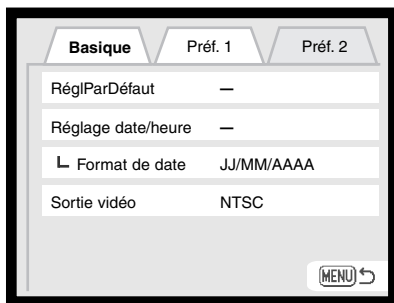 Basique Préf. 1 Préf. 2
RéglParDéfaut —
Réglage date/heure —
Format de date JJ/MM/AAAA
Sortie vidéo NTSC
MENU